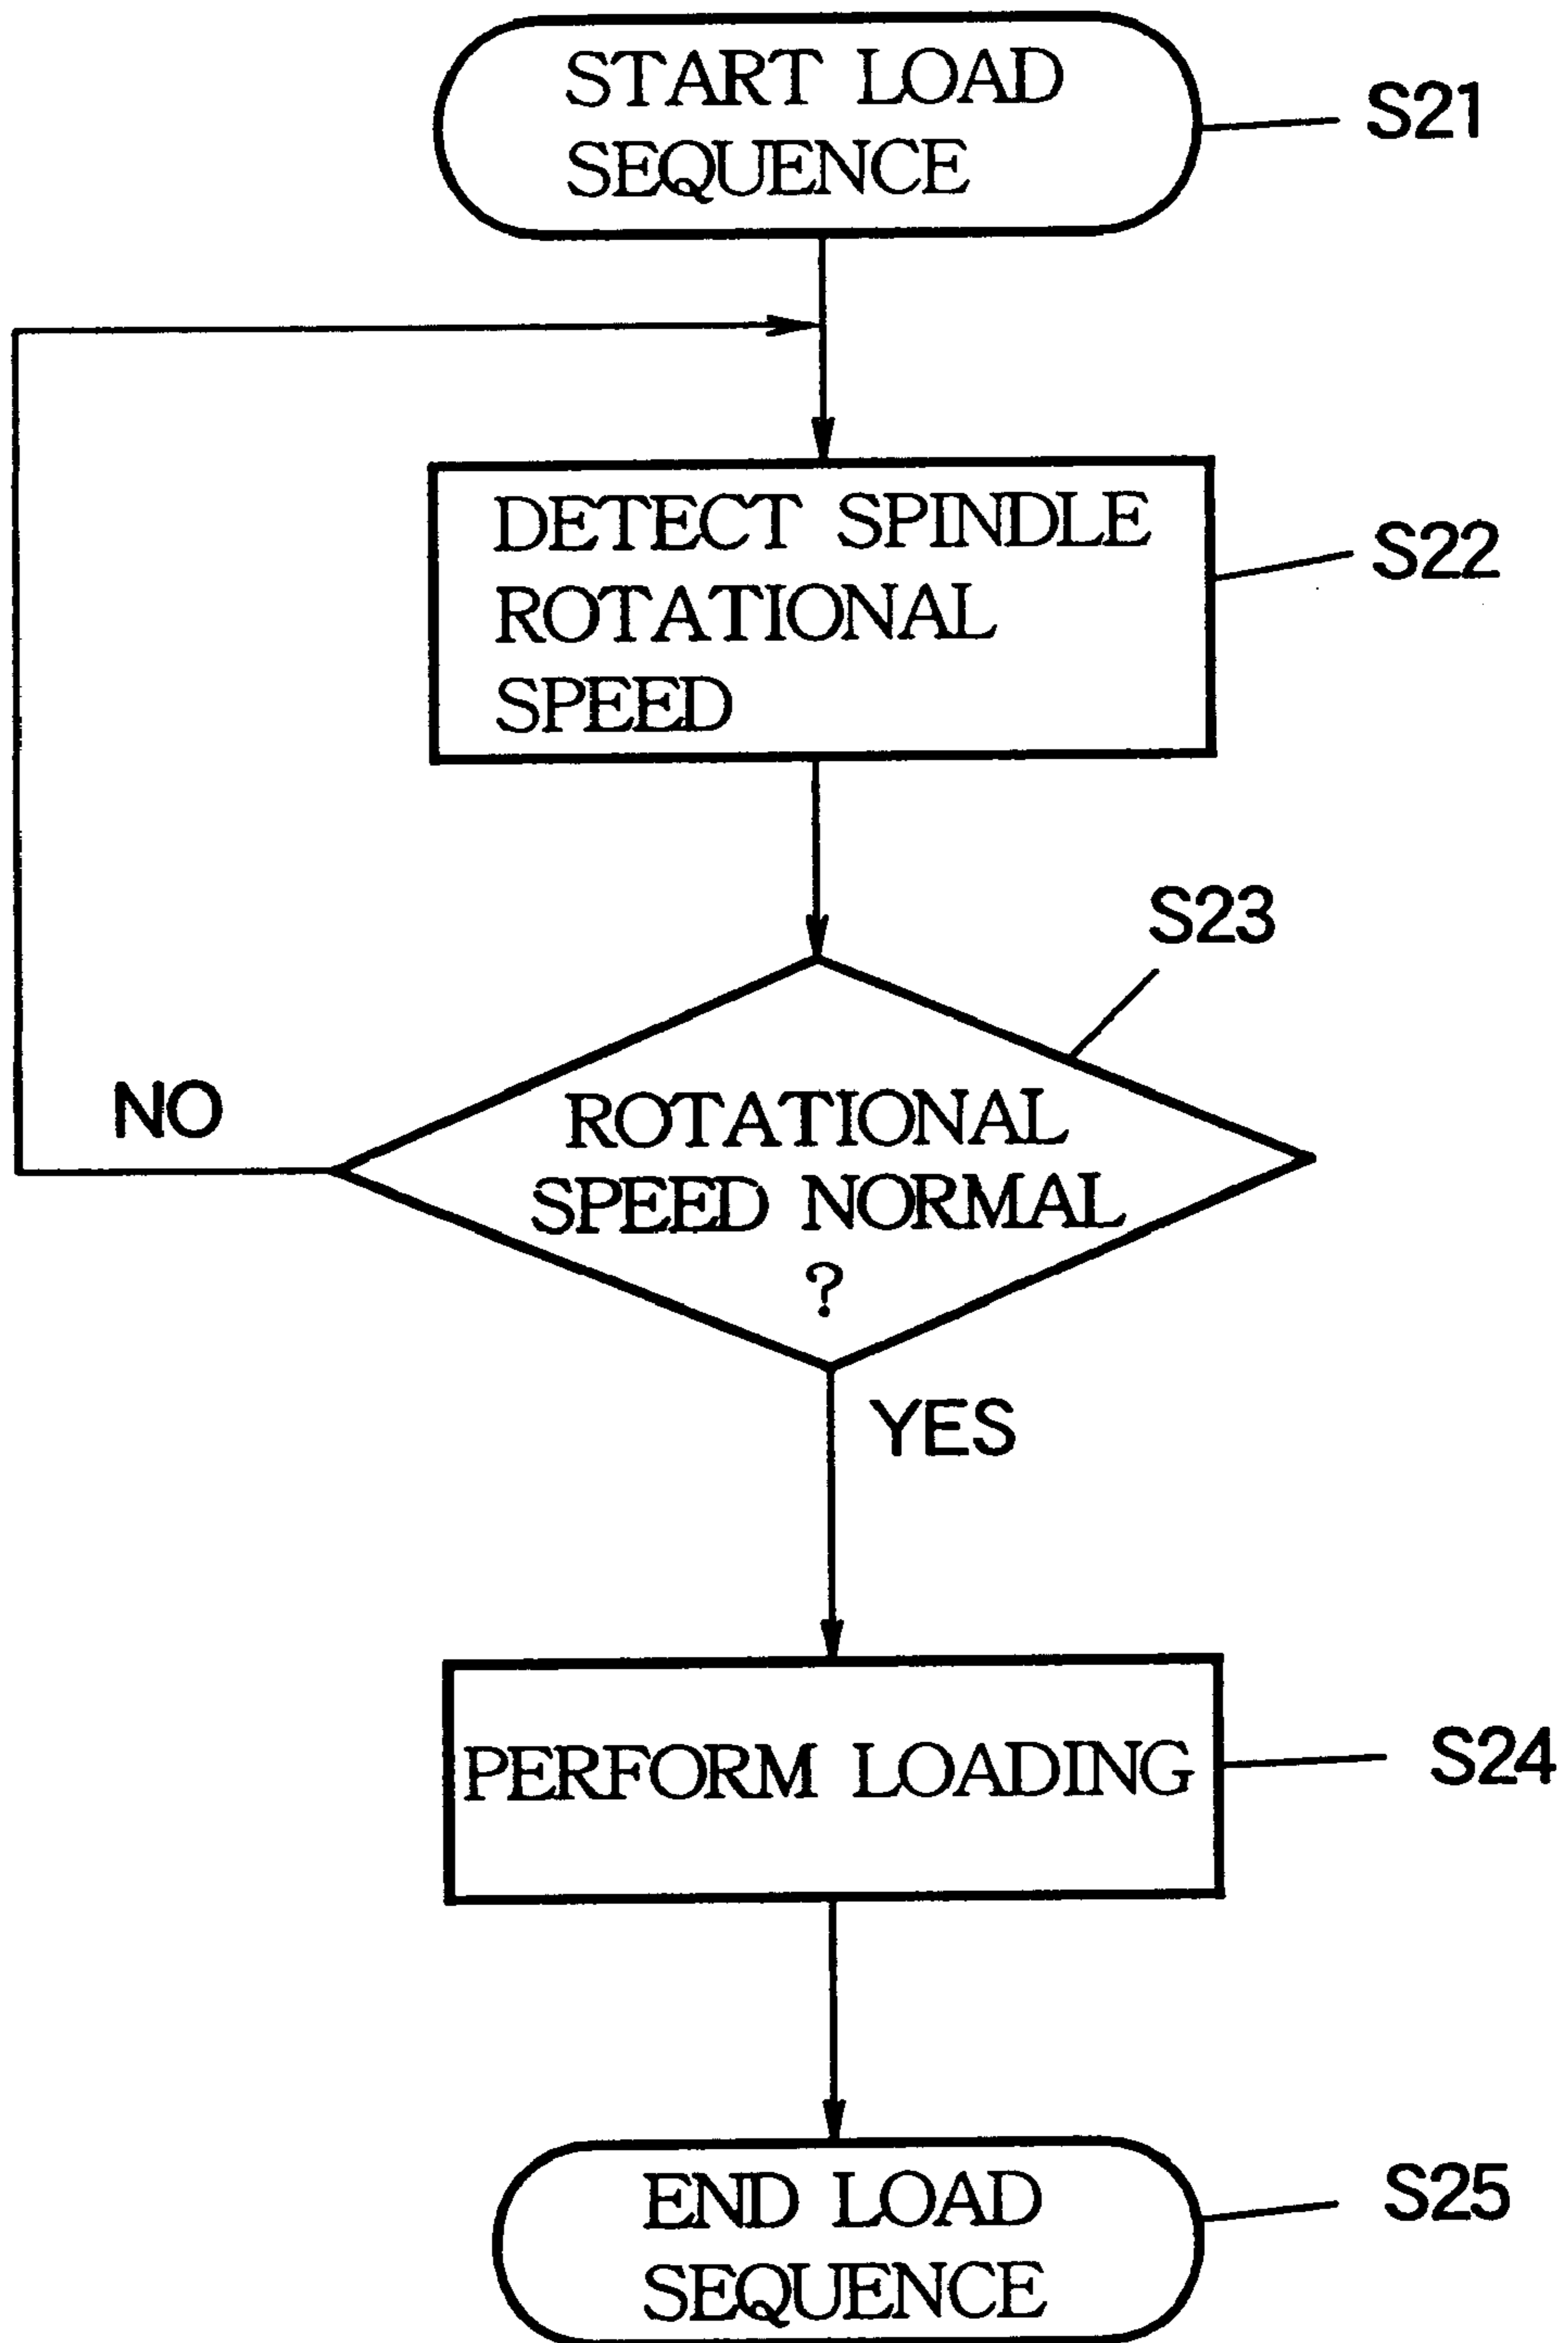 START LOAD
SEQUENCE
S21
DETECT SPINDLE
ROTATIONAL
SPEED
S22
S23
ROTATIONAL
SPEED NORMAL
?
NO
YES
PERFORM LOADING
S24
END LOAD
SEQUENCE
S25